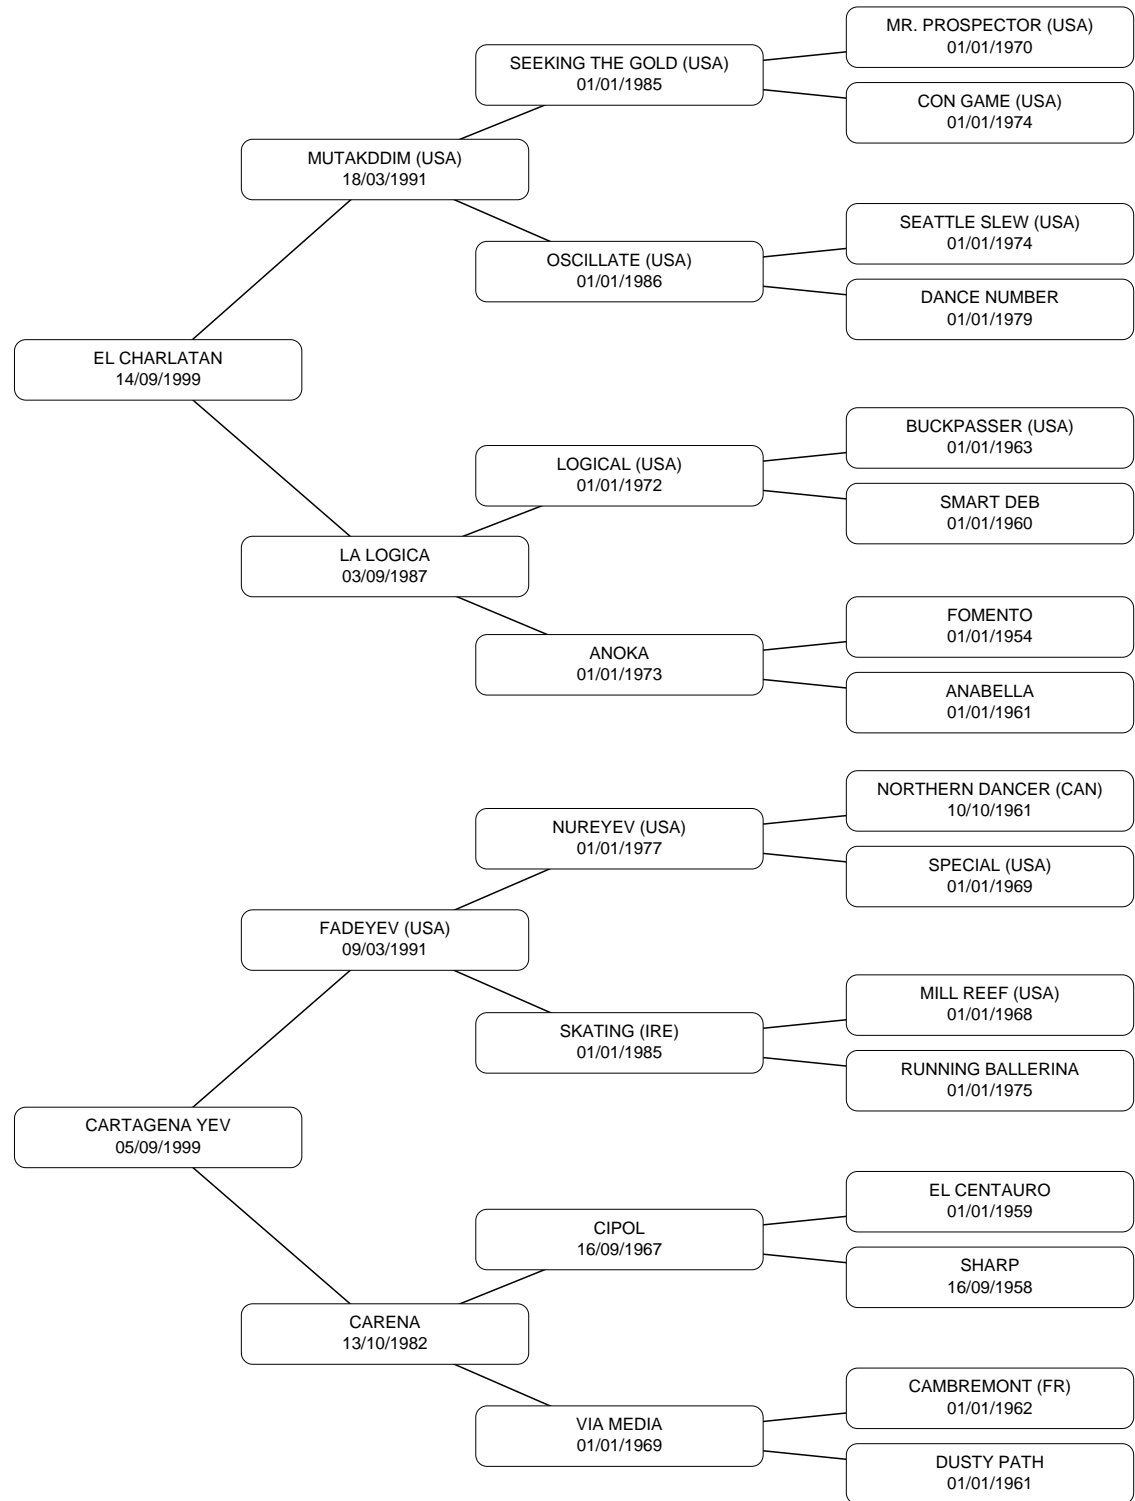 MR. PROSPECTOR (USA)
01/01/1970
SEEKING THE GOLD (USA)
01/01/1985
CON GAME (USA)
01/01/1974
MUTAKDDIM (USA)
18/03/1991
SEATTLE SLEW (USA)
01/01/1974
OSCILLATE (USA)
01/01/1986
DANCE NUMBER
01/01/1979
EL CHARLATAN
14/09/1999
BUCKPASSER (USA)
01/01/1963
LOGICAL (USA)
01/01/1972
SMART DEB
01/01/1960
LA LOGICA
03/09/1987
FOMENTO
01/01/1954
ANOKA
01/01/1973
ANABELLA
01/01/1961
NORTHERN DANCER (CAN)
10/10/1961
NUREYEV (USA)
01/01/1977
SPECIAL (USA)
01/01/1969
FADEYEV (USA)
09/03/1991
MILL REEF (USA)
01/01/1968
SKATING (IRE)
01/01/1985
RUNNING BALLERINA
01/01/1975
CARTAGENA YEV
05/09/1999
EL CENTAURO
01/01/1959
CIPOL
16/09/1967
SHARP
16/09/1958
CARENA
13/10/1982
CAMBREMONT (FR)
01/01/1962
VIA MEDIA
01/01/1969
DUSTY PATH
01/01/1961